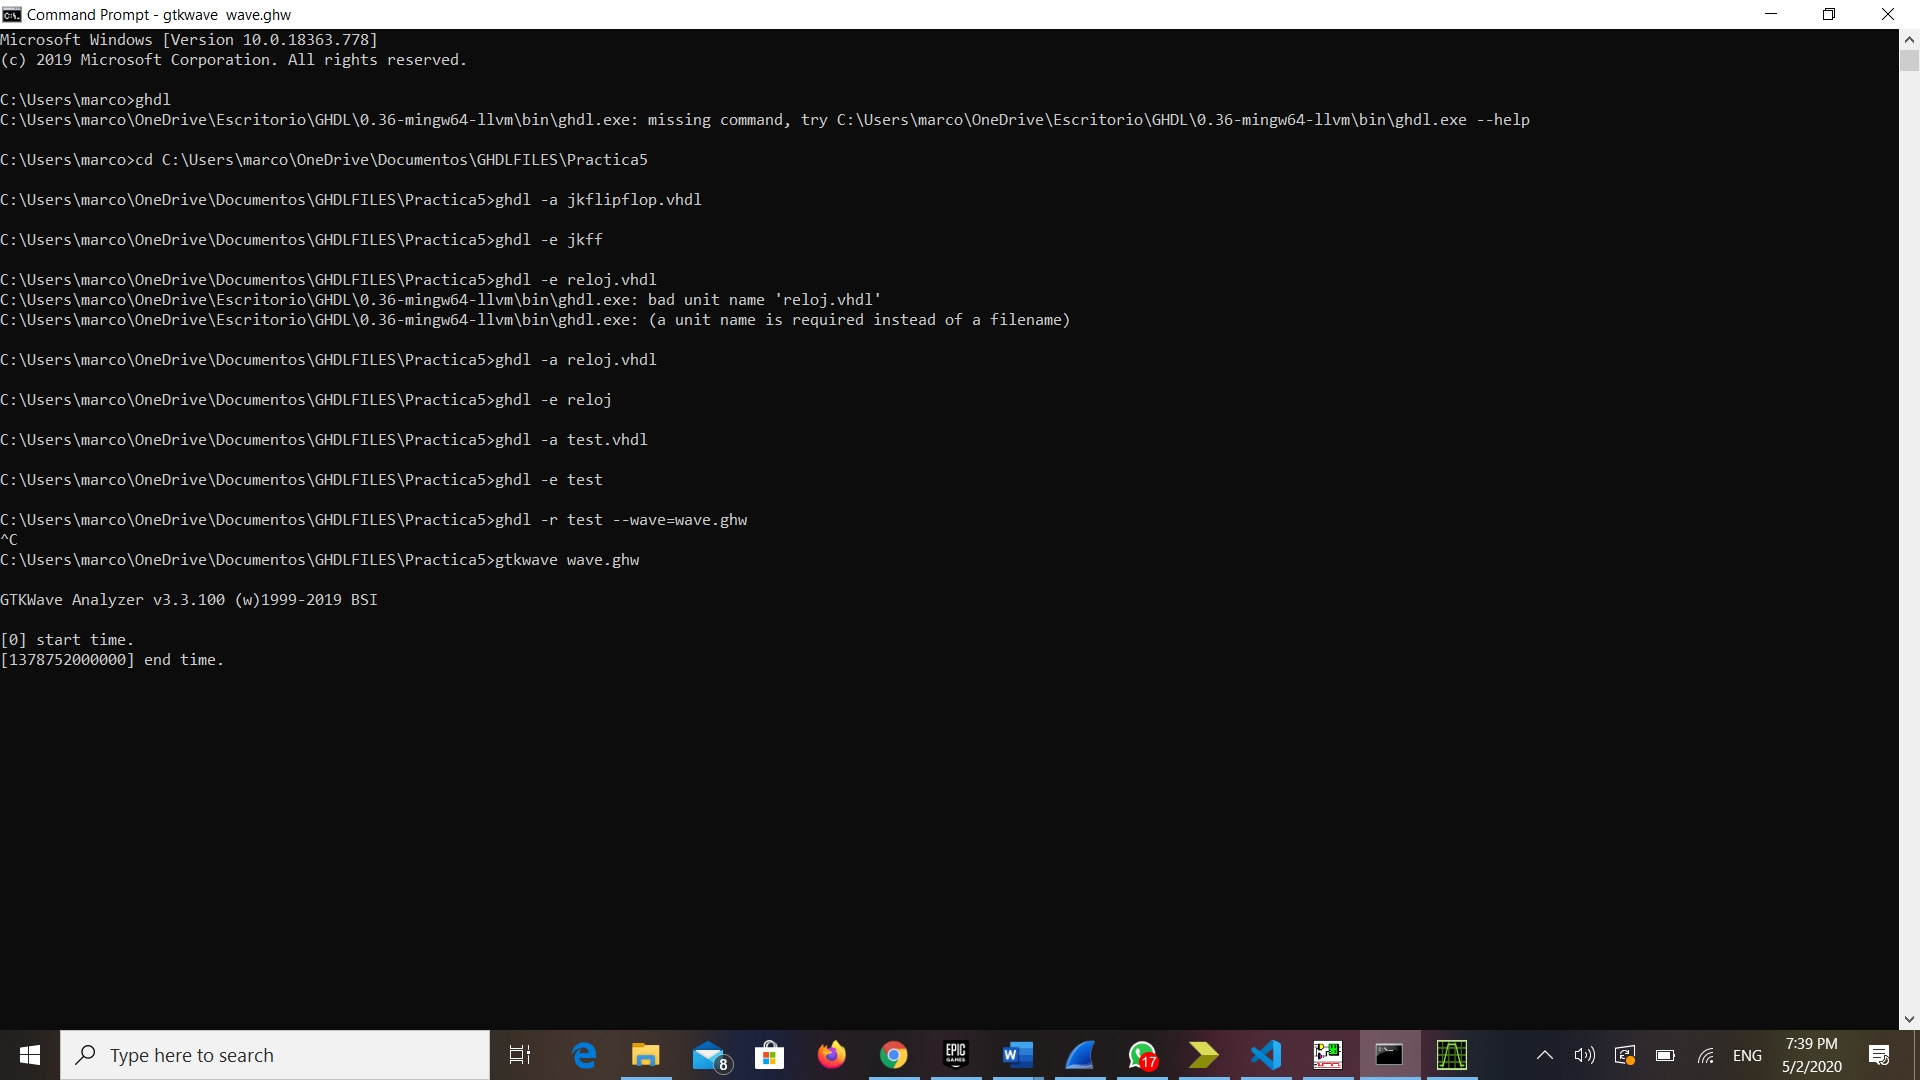 Command Prompt - gtkwave  wave.ghw
Microsoft Windows [Version 10.0.18363.778]
(c) 2019 Microsoft Corporation. All rights reserved.
C:\Users\marco>ghdl
C:\Users\marco\OneDrive\Escritorio\GHDL\0.36-mingw64-llvm\bin\ghdl.exe: missing command, try C:\Users\marco\OneDrive\Escritorio\GHDL\0.36-mingw64-llvm\bin\ghdl.exe --help
C:\Users\marco>cd C:\Users\marco\OneDrive\Documentos\GHDLFILES\Practica5
C:\Users\marco\OneDrive\Documentos\GHDLFILES\Practica5>ghdl -a jkflipflop.vhdl
C:\Users\marco\OneDrive\Documentos\GHDLFILES\Practica5>ghdl -e jkff
C:\Users\marco\OneDrive\Documentos\GHDLFILES\Practica5>ghdl -e reloj.vhdl
C:\Users\marco\OneDrive\Escritorio\GHDL\0.36-mingw64-llvm\bin\ghdl.exe: bad unit name 'reloj.vhdl'
C:\Users\marco\OneDrive\Escritorio\GHDL\0.36-mingw64-llvm\bin\ghdl.exe: (a unit name is required instead of a filename)
C:\Users\marco\OneDrive\Documentos\GHDLFILES\Practica5>ghdl -a reloj.vhdl
C:\Users\marco\OneDrive\Documentos\GHDLFILES\Practica5>ghdl -e reloj
C:\Users\marco\OneDrive\Documentos\GHDLFILES\Practica5>ghdl -a test.vhdl
C:\Users\marco\OneDrive\Documentos\GHDLFILES\Practica5>ghdl -e test
C:\Users\marco\OneDrive\Documentos\GHDLFILES\Practica5>ghdl -r test --wave=wave.ghw
^C
C:\Users\marco\OneDrive\Documentos\GHDLFILES\Practica5>gtkwave wave.ghw
GTKWave Analyzer v3.3.100 (w)1999-2019 BSI
[0] start time.
[1378752000000] end time.
Type here to search
8
EPIC GAMES
17
ENG
7:39 PM
5/2/2020